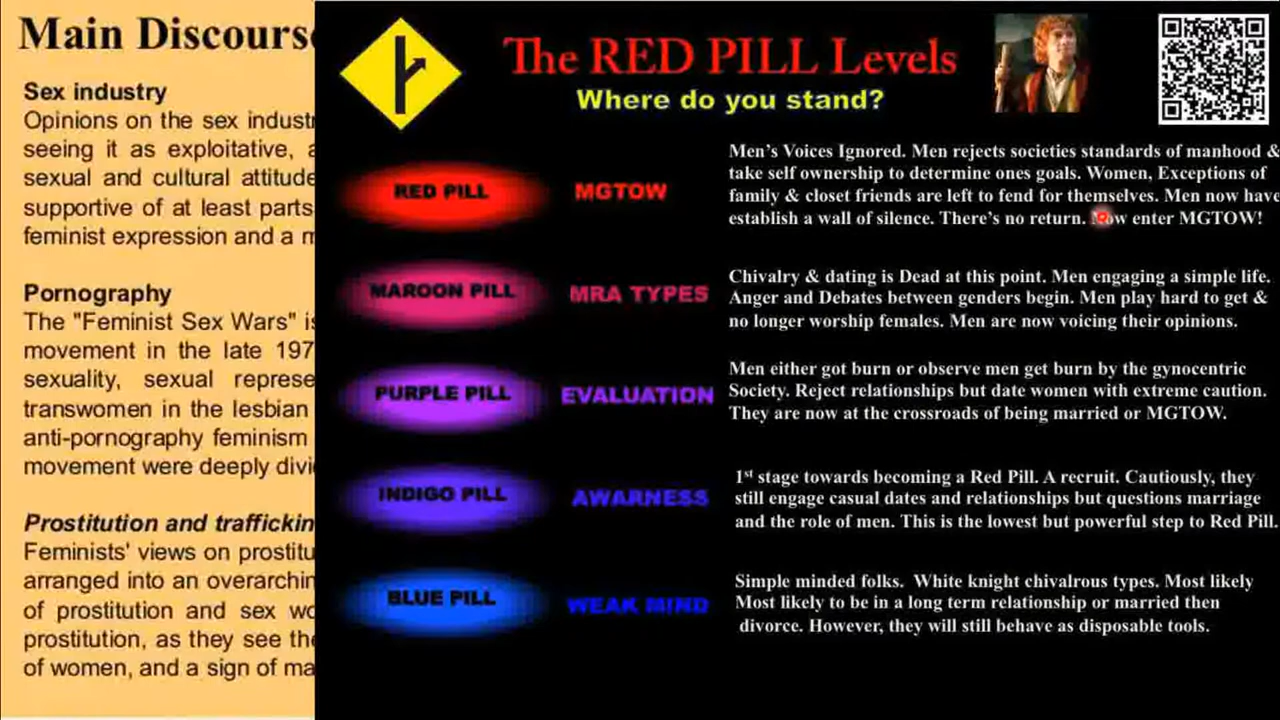 Main Discours
Sex industry
Opinions on the sex industr
seeing it as exploitative, a
sexual and cultural attitude
supportive of at least parts
feminist expression and a m
Pornography
The "Feminist Sex Wars" is
movement in the late 197
sexuality, sexual represe
transwomen in the lesbian
anti-pornography feminism
movement were deeply divi
Prostitution and traffickin
Feminists' views on prostitu
arranged into an overarchin
of prostitution and sex wo
prostitution, as they see the
of women, and a sign of ma
The RED PILL Levels
Where do you stand?
RED PILL
MGTOW
Men's Voices Ignored. Men rejects societies standards of manhood &
take self ownership to determine ones goals. Women, Exceptions of
family & closet friends are left to fend for themselves. Men now have
establish a wall of silence. There's no return. Now enter MGTOW!
MAROON PILL
MRA TYPES
Chivalry & dating is Dead at this point. Men engaging a simple life.
Anger and Debates between genders begin. Men play hard to get &
no longer worship females. Men are now voicing their opinions.
PURPLE PILL
EVALUATION
Men either got burn or observe men get burn by the gynocentric
Society. Reject relationships but date women with extreme caution.
They are now at the crossroads of being married or MGTOW.
INDIGO PILL
AWARNESS
1st stage towards becoming a Red Pill. A recruit. Cautiously, they
still engage casual dates and relationships but questions marriage
and the role of men. This is the lowest but powerful step to Red Pill.
BLUE PILL
WEAK MIND
Simple minded folks. White knight chivalrous types. Most likely
Most likely to be in a long term relationship or married then
divorce. However, they will still behave as disposable tools.